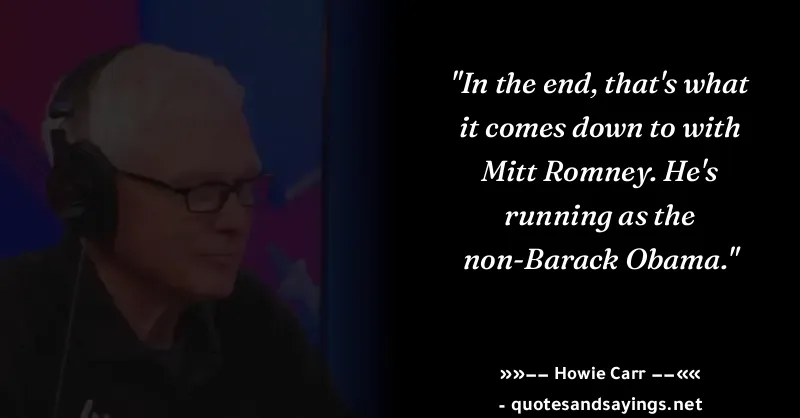 "In the end, that's what
it comes down to with
Mitt Romney. He's
running as the
non-Barack Obama."
»»−− Howie Carr −−««
- quotesandsayings.net